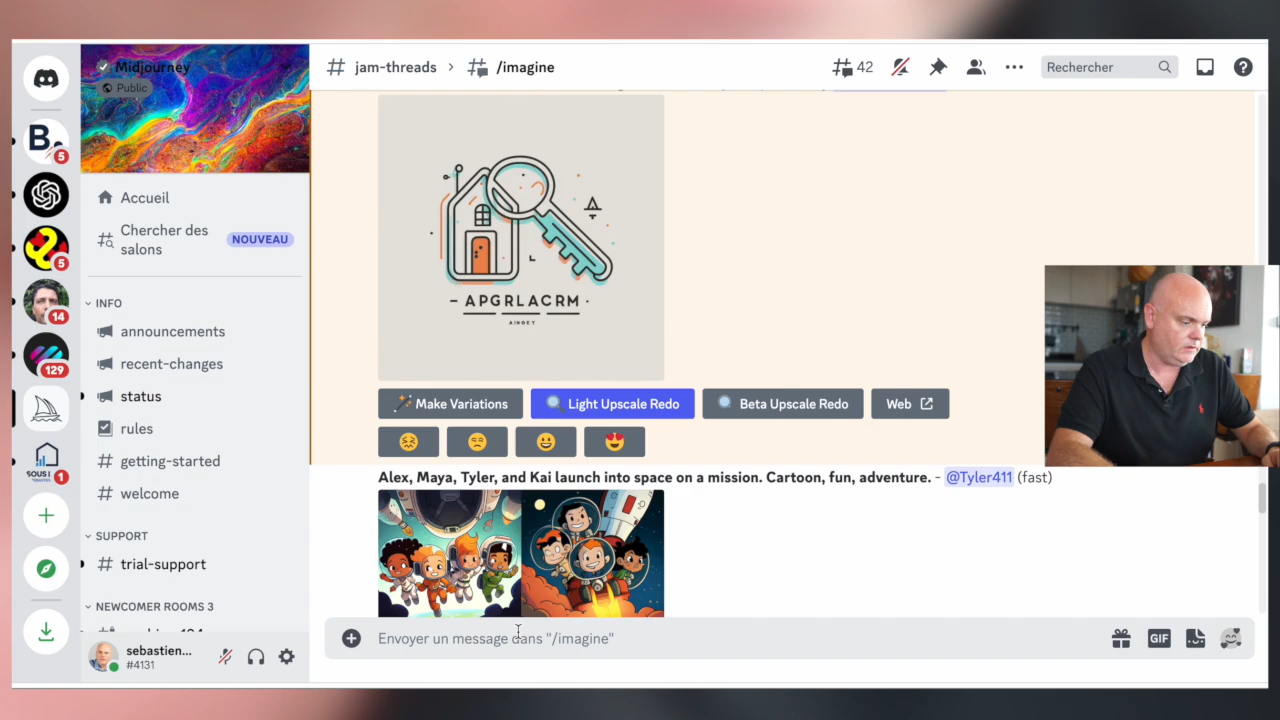 Midjourney
Public
# jam-threads > /imagine
42
Rechercher
B.
5
5
14
129
SOUS 1
1
Accueil
Chercher des
salons
NOUVEAU
INFO
announcements
recent-changes
status
rules
# getting-started
# welcome
SUPPORT
# trial-support
NEWCOMER ROOMS 3
sebastien...
#4131
- APGRLACRM ·
AINGEY
Make Variations
Light Upscale Redo
Beta Upscale Redo
Web
Alex, Maya, Tyler, and Kai launch into space on a mission. Cartoon, fun, adventure. - @Tyler411 (fast)
Envoyer un message dans "/imagine"
GIF